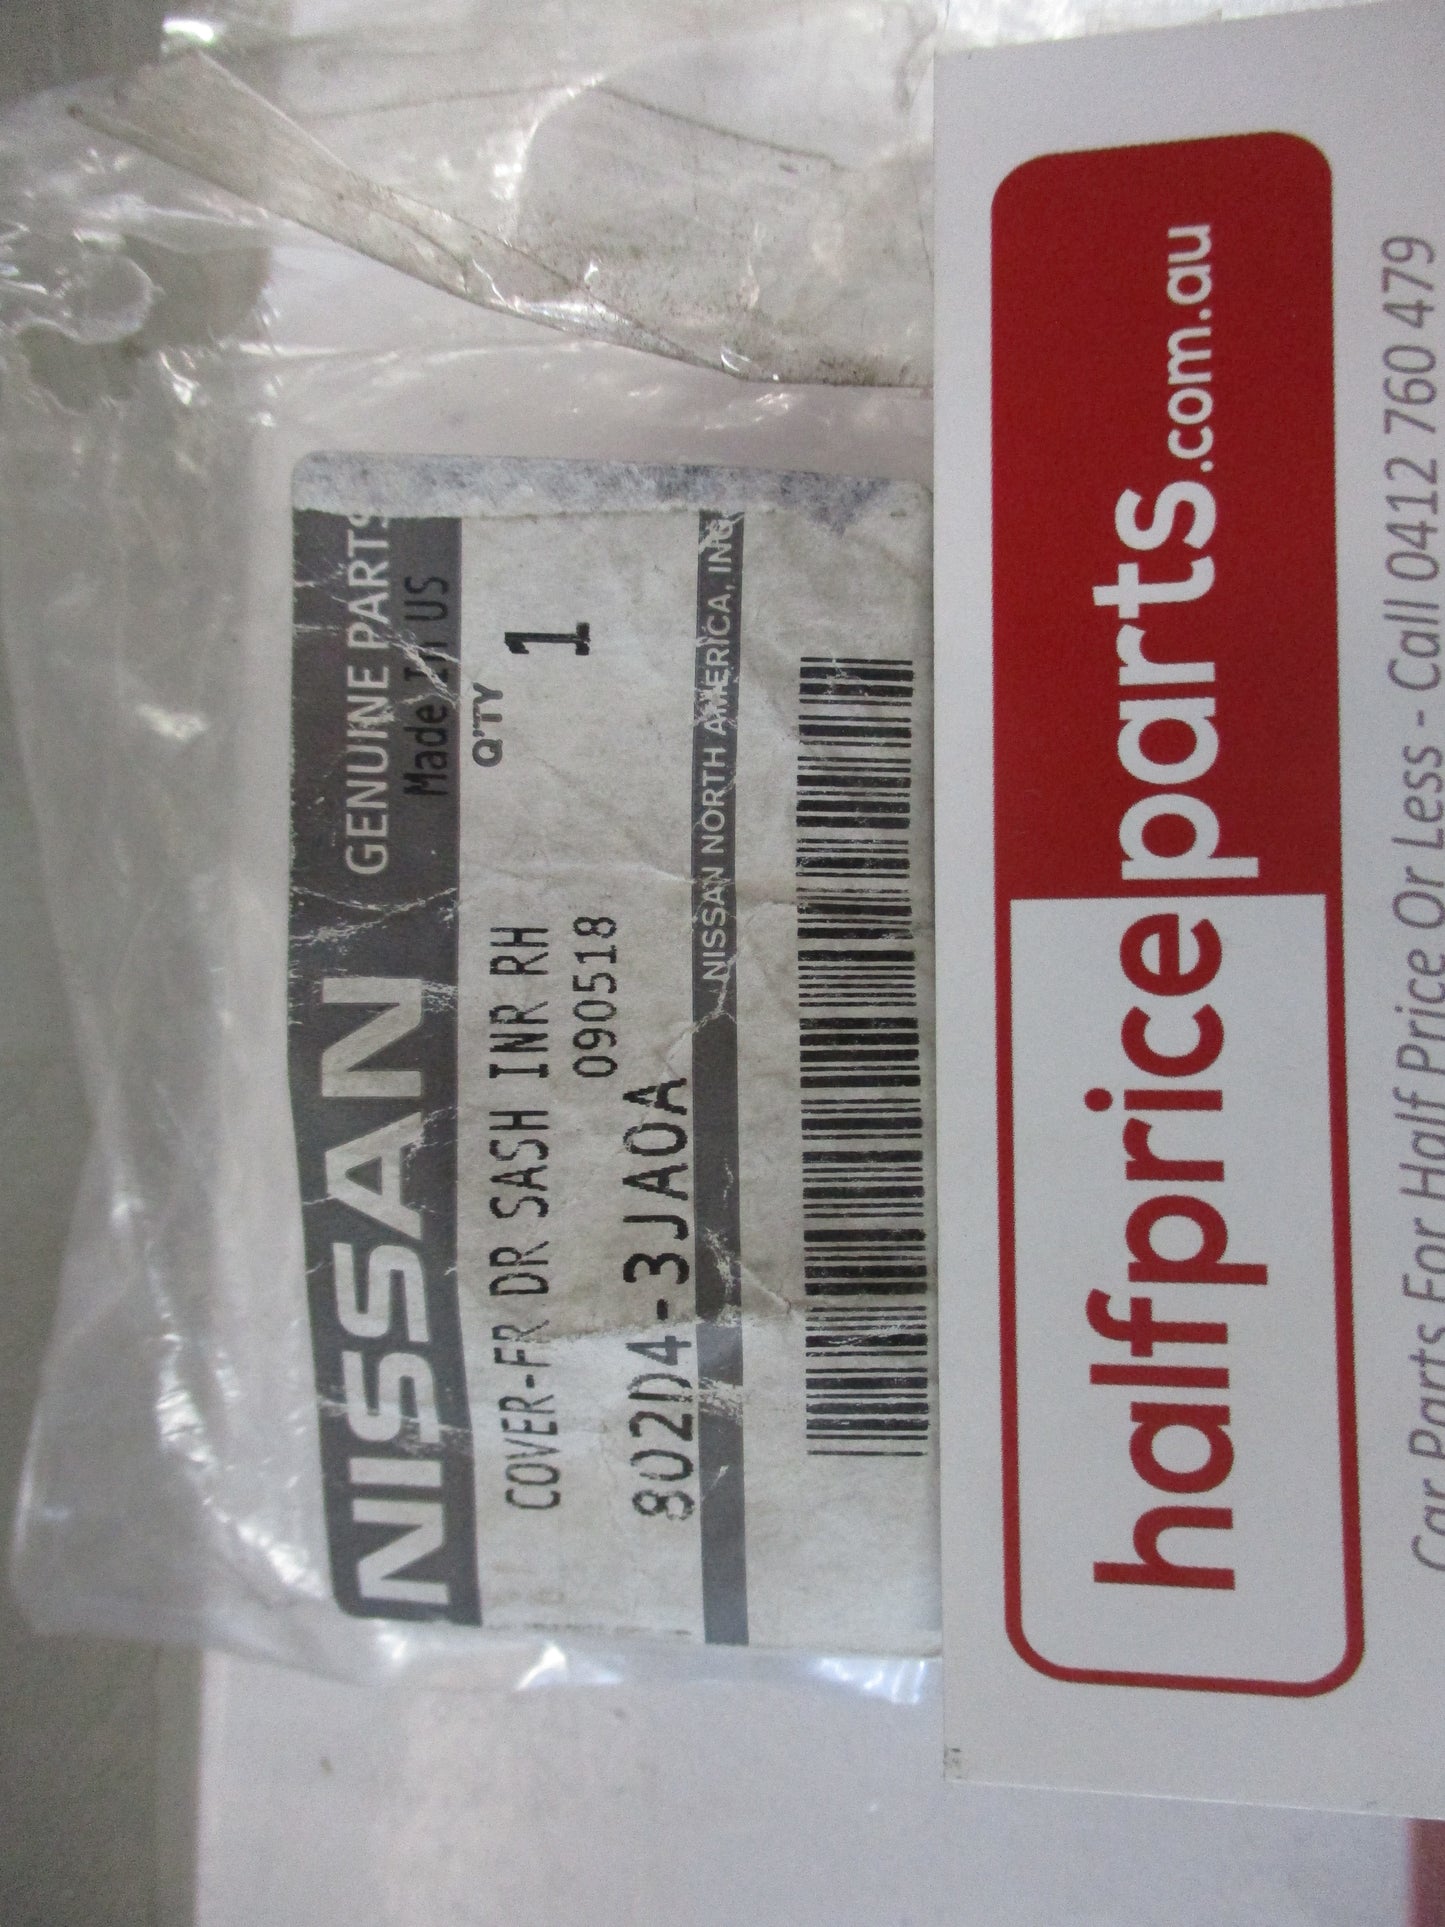 NISSAN GENUINE PARTS
Made In US
COVER-FR DR SASH INR RH
Q'TY 1
090518
802D4-3JA0A
NISSAN NORTH AMERICA, INC.
halfpriceparts.com.au
Car Parts For Half Price Or Less - Call 0412 760 479